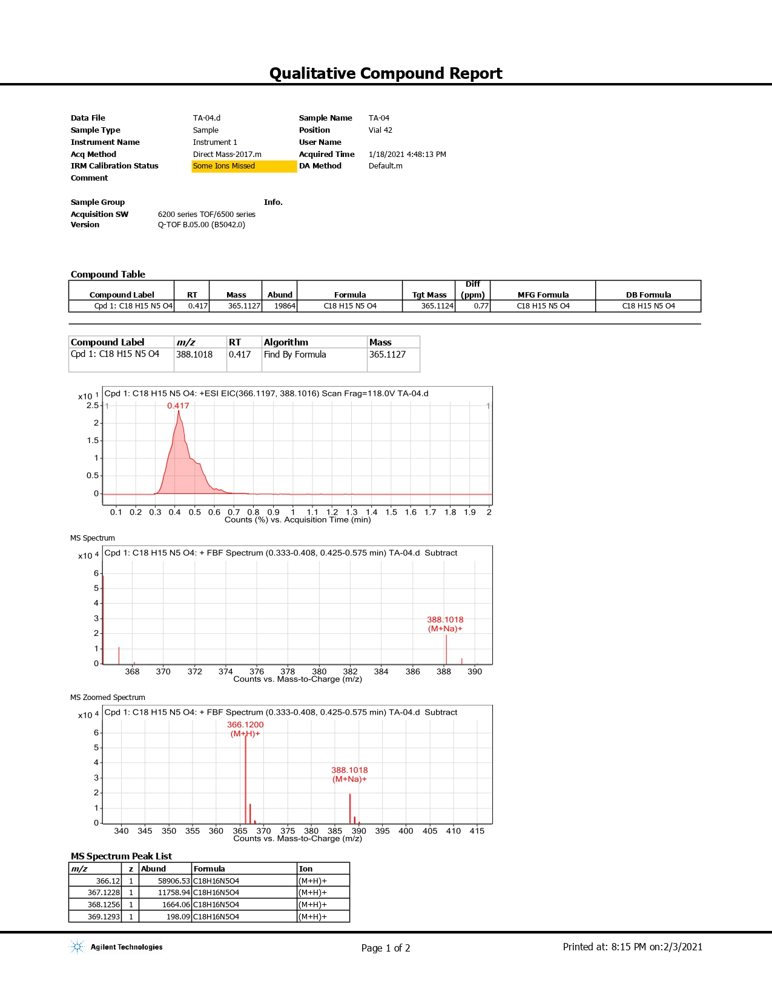 Qualitative Compound Report
Data File TA-04.d Sample Name TA-04
Sample Type Sample Position Vial 42
Instrument Name Instrument 1 User Name
Acq Method Direct Mass-2017.m Acquired Time 1/18/2021 4:48:13 PM
IRM Calibration Status Some Ions Missed DA Method Default.m
Comment
Sample Group Info.
Acquisition SW 6200 series TOF/6500 series
Version Q-TOF B.05.00 (B5042.0)
Compound Table
Compound Label RT Mass Abund Formula Tgt Mass Diff (ppm) MFG Formula DB Formula
Cpd 1: C18 H15 N5 O4 0.417 365.1127 19864 C18 H15 N5 O4 365.1124 0.77 C18 H15 N5 O4 C18 H15 N5 O4
Compound Label m/z RT Algorithm Mass
Cpd 1: C18 H15 N5 O4 388.1018 0.417 Find By Formula 365.1127
x10 1 Cpd 1: C18 H15 N5 O4: +ESI EIC(366.1197, 388.1016) Scan Frag=118.0V TA-04.d
2.5 1 0.417 1
2
1.5
1
0.5
0
0.1 0.2 0.3 0.4 0.5 0.6 0.7 0.8 0.9 1 1.1 1.2 1.3 1.4 1.5 1.6 1.7 1.8 1.9 2
Counts (%) vs. Acquisition Time (min)
MS Spectrum
x10 4 Cpd 1: C18 H15 N5 O4: + FBF Spectrum (0.333-0.408, 0.425-0.575 min) TA-04.d Subtract
6
5
4
3 388.1018
2 (M+Na)+
1
0
368 370 372 374 376 378 380 382 384 386 388 390
Counts vs. Mass-to-Charge (m/z)
MS Zoomed Spectrum
x10 4 Cpd 1: C18 H15 N5 O4: + FBF Spectrum (0.333-0.408, 0.425-0.575 min) TA-04.d Subtract
366.1200
6 (M+H)+
5
4
388.1018
3 (M+Na)+
2
1
0
340 345 350 355 360 365 370 375 380 385 390 395 400 405 410 415
Counts vs. Mass-to-Charge (m/z)
MS Spectrum Peak List
m/z z Abund Formula Ion
366.12 1 58906.53 C18H16N5O4 (M+H)+
367.1228 1 11758.94 C18H16N5O4 (M+H)+
368.1256 1 1664.06 C18H16N5O4 (M+H)+
369.1293 1 198.09 C18H16N5O4 (M+H)+
Agilent Technologies Page 1 of 2 Printed at: 8:15 PM on:2/3/2021